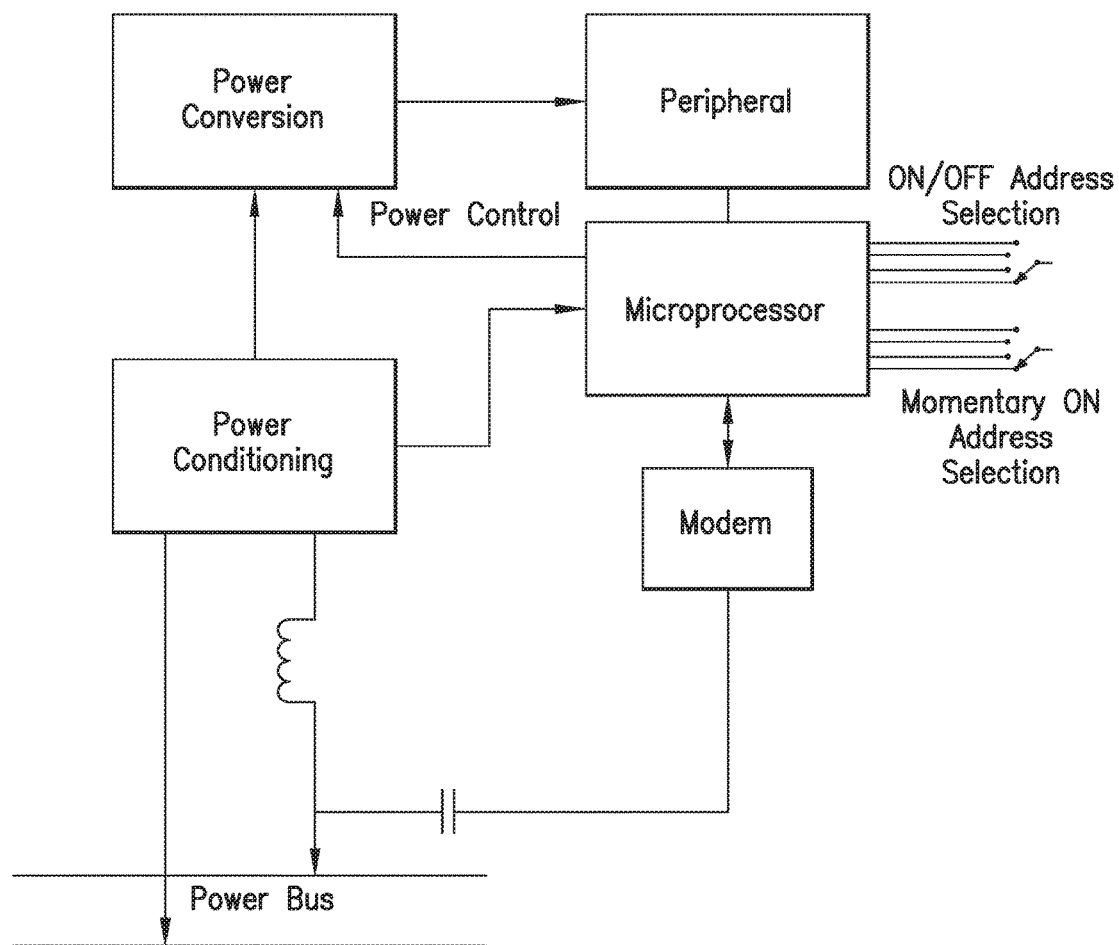 Power
Conversion
Peripheral
ON/OFF Address
Selection
Power Control
Microprocessor
Power
Conditioning
Momentary ON
Address
Selection
Modem
Power Bus